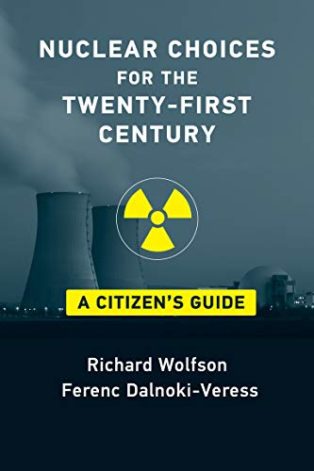 NUCLEAR CHOICES
FOR THE
TWENTY-FIRST
CENTURY
A CITIZEN'S GUIDE
Richard Wolfson
Ferenc Dalnoki-Veress